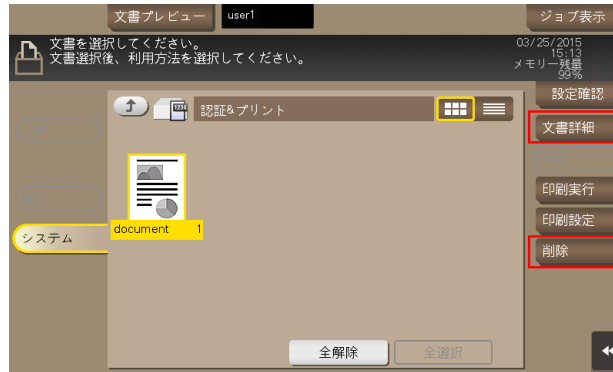 文書プレビュー
user1
ジョブ表示
文書を選択してください。
文書選択後、利用方法を選択してください。
03/25/2015
15:13
メモリー残量
99%
設定確認
1234
認証&プリント
文書詳細
印刷実行
システム
document 1
印刷設定
削除
全解除
全選択